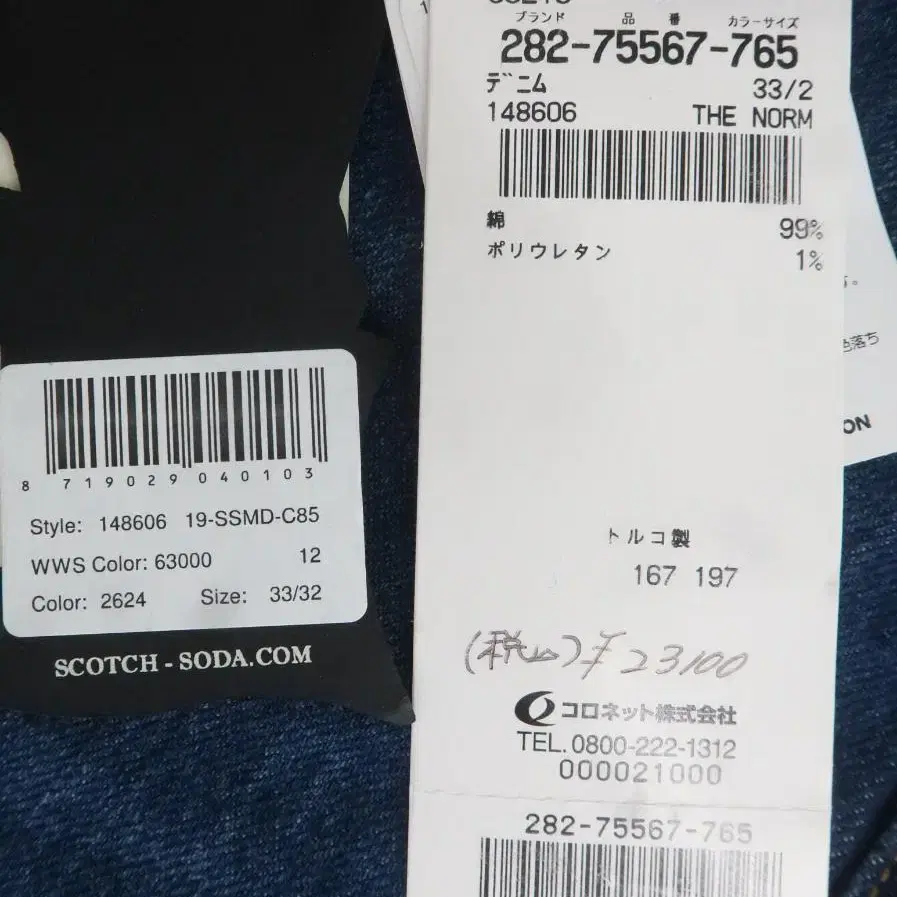 8 719029 040103
Style: 148606 19-SSMD-C85
WWS Color: 63000 12
Color: 2624 Size: 33/32
SCOTCH - SODA.COM
ブランド 品番 カラーサイズ
282-75567-765
デニム 33/2
148606 THE NORM
綿 99%
ポリウレタン 1%
トルコ製
167 197
(税込)¥23100
コロネット株式会社
TEL.0800-222-1312
000021000
282-75567-765
色落ち
ON